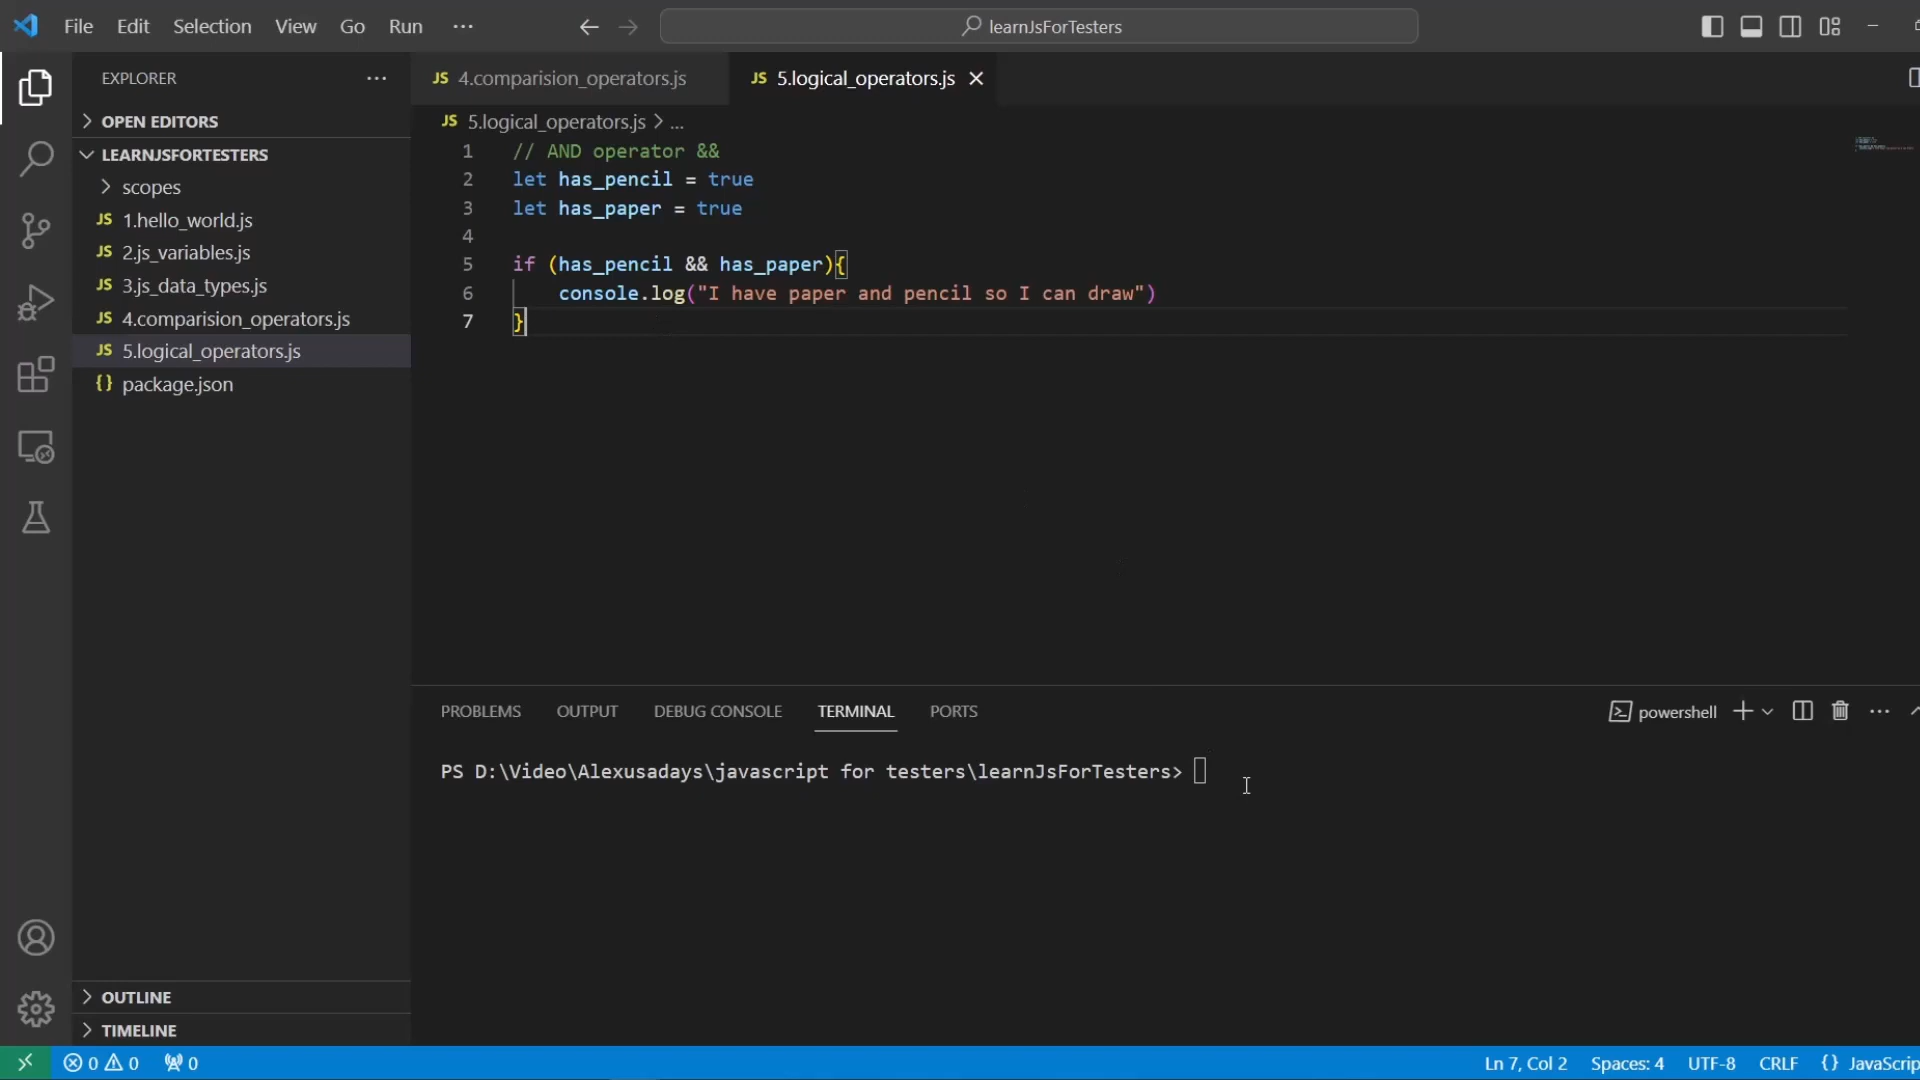 File Edit Selection View Go Run ···
learnJsForTesters
EXPLORER
4.comparision_operators.js
5.logical_operators.js
OPEN EDITORS
LEARNJSFORTESTERS
scopes
JS 1.hello_world.js
JS 2.js_variables.js
JS 3.js_data_types.js
JS 4.comparision_operators.js
JS 5.logical_operators.js
{} package.json
OUTLINE
TIMELINE
JS 5.logical_operators.js > ...
1 // AND operator &&
2 let has_pencil = true
3 let has_paper = true
4
5 if (has_pencil && has_paper){
6 console.log("I have paper and pencil so I can draw")
7 }
PROBLEMS OUTPUT DEBUG CONSOLE TERMINAL PORTS
powershell
PS D:\Video\Alexusadays\javascript for testers\learnJsForTesters>
0 0 0
Ln 7, Col 2 Spaces: 4 UTF-8 CRLF {} JavaScrip